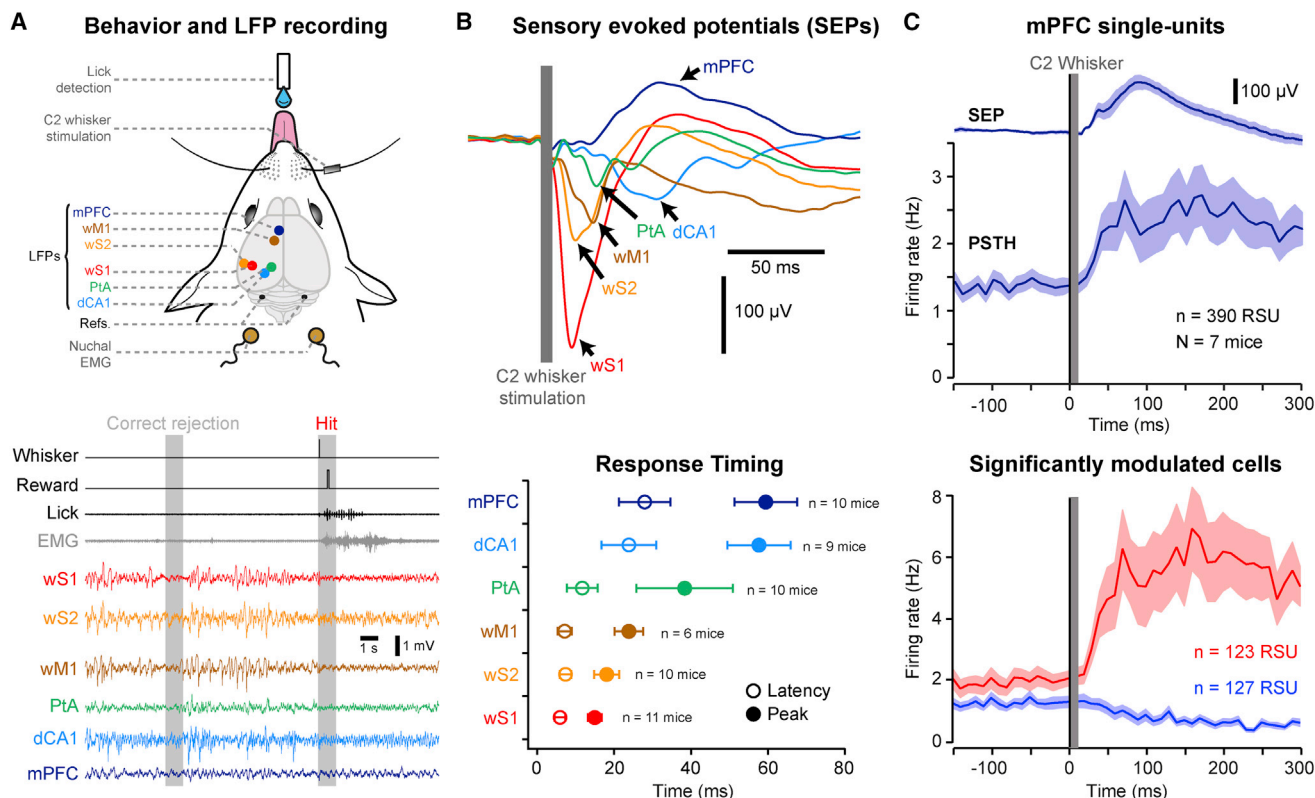 A
Behavior and LFP recording
Lick
detection
C2 whisker
stimulation
LFPs
mPFC
wM1
wS2
wS1
PtA
dCA1
Refs.
Nuchal
EMG
Correct rejection
Hit
Whisker
Reward
Lick
EMG
wS1
wS2
1 s
1 mV
wM1
PtA
dCA1
mPFC
B
Sensory evoked potentials (SEPs)
mPFC
PtA
dCA1
wM1
wS2
wS1
50 ms
100 µV
C2 whisker
stimulation
Response Timing
mPFC
n = 10 mice
dCA1
n = 9 mice
PtA
n = 10 mice
wM1
n = 6 mice
wS2
n = 10 mice
wS1
n = 11 mice
Latency
Peak
0 20 40 60 80
Time (ms)
C
mPFC single-units
C2 Whisker
100 µV
SEP
PSTH
Firing rate (Hz)
3
2
1
0
n = 390 RSU
N = 7 mice
-100 0 100 200 300
Time (ms)
Significantly modulated cells
Firing rate (Hz)
8
6
4
2
0
n = 123 RSU
n = 127 RSU
-100 0 100 200 300
Time (ms)